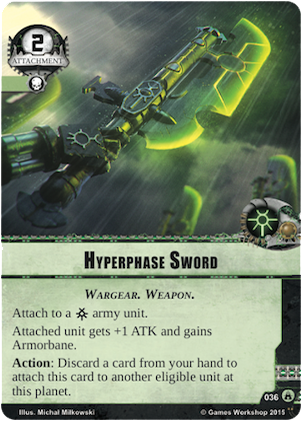 2
ATTACHMENT
HYPERPHASE SWORD
WARGEAR. WEAPON.
Attach to a army unit.
Attached unit gets +1 ATK and gains
Armorbane.
Action: Discard a card from your hand to
attach this card to another eligible unit at
this planet.
036
Illus. Michal Milkowski
© Games Workshop 2015